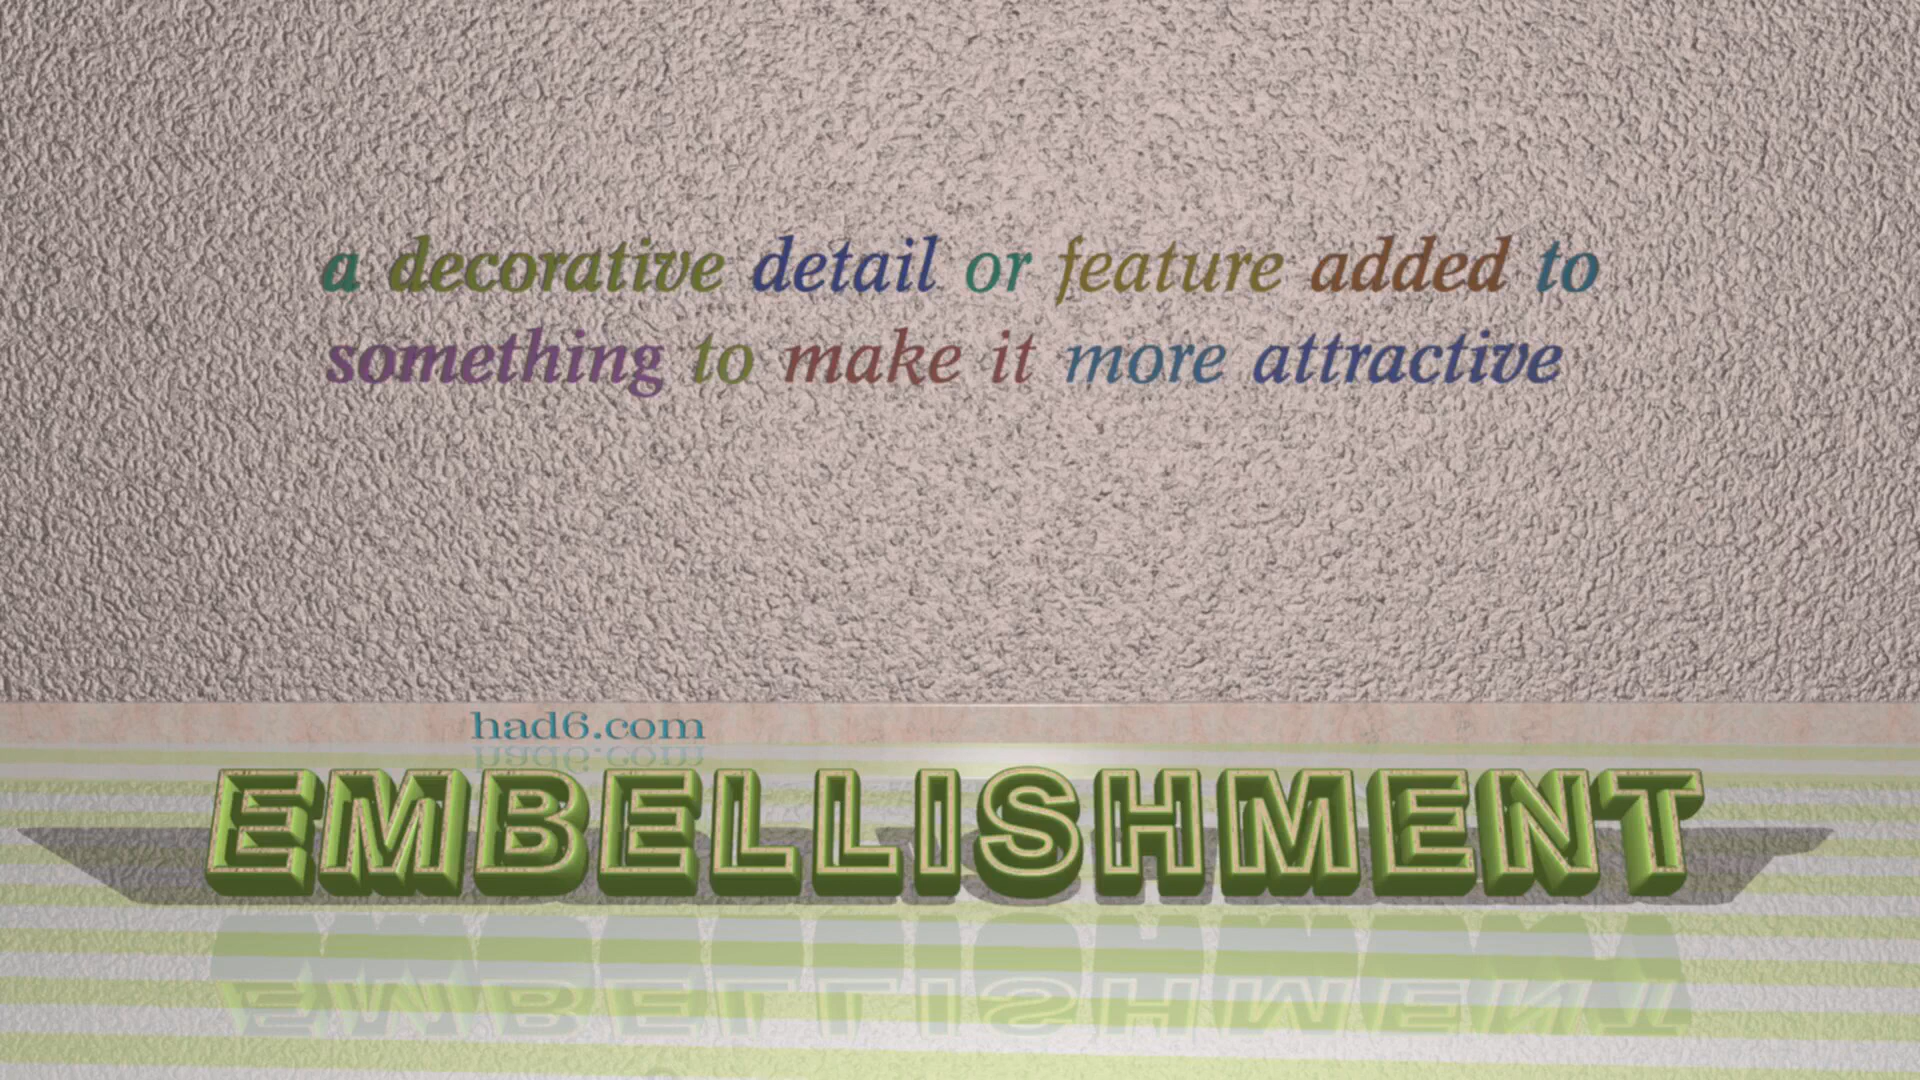 a decorative detail or feature added to
something to make it more attractive
had6.com
EMBELLISHMENT